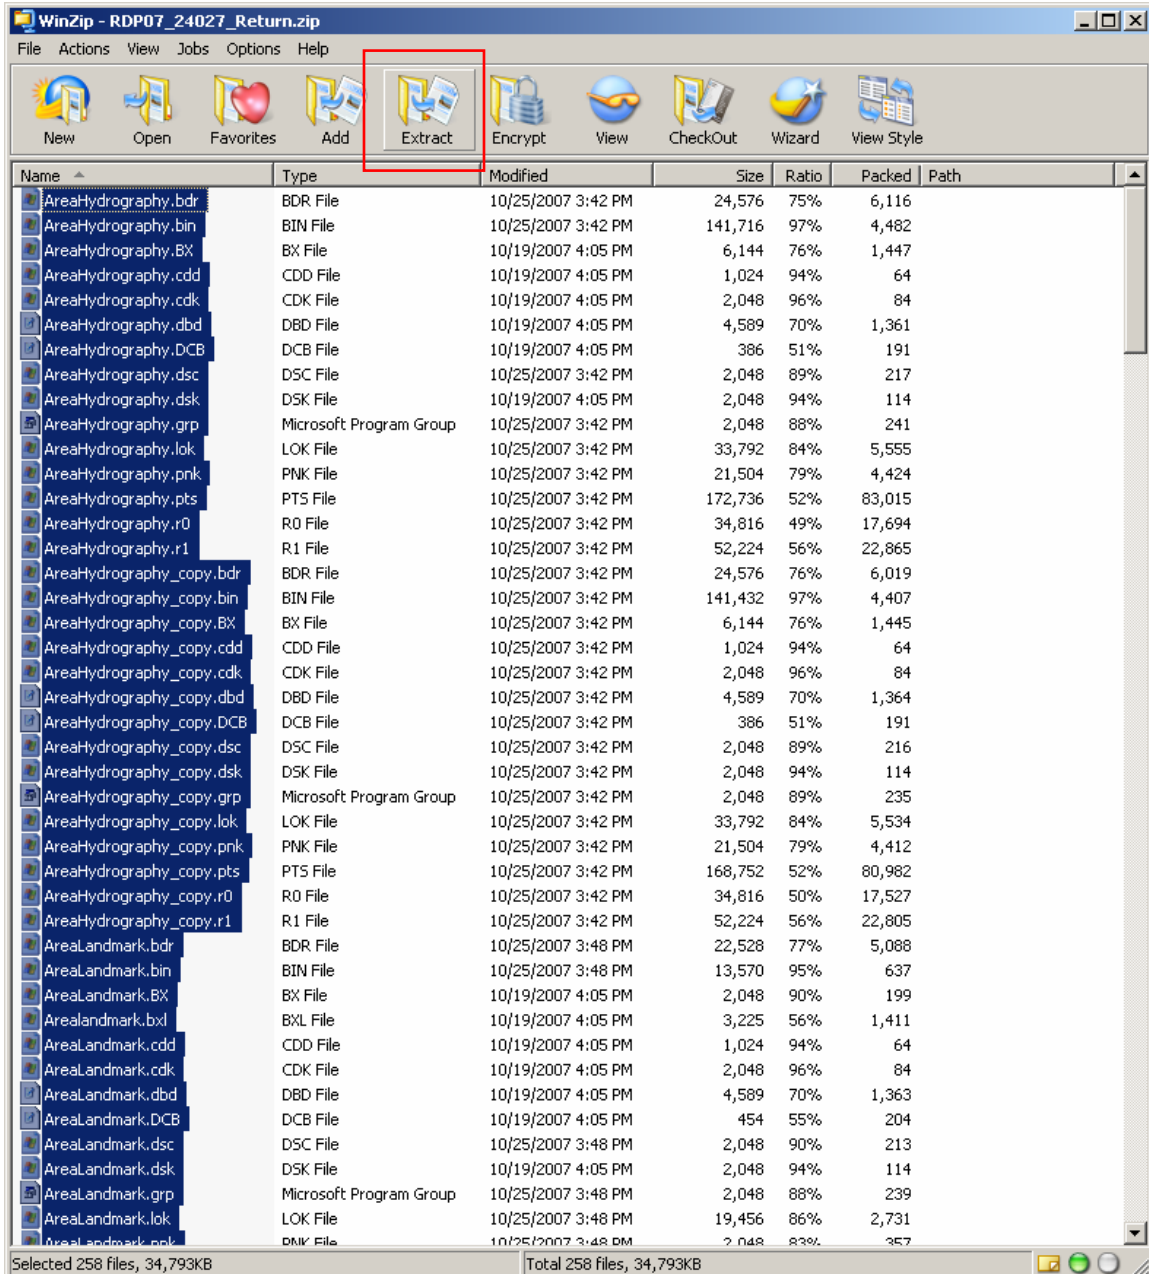 WinZip - RDP07_24027_Return.zip
File Actions View Jobs Options Help
New Open Favorites Add Extract Encrypt View CheckOut Wizard View Style
Name Type Modified Size Ratio Packed Path
AreaHydrography.bdr BDR File 10/25/2007 3:42 PM 24,576 75% 6,116
AreaHydrography.bin BIN File 10/25/2007 3:42 PM 141,716 97% 4,482
AreaHydrography.BX BX File 10/19/2007 4:05 PM 6,144 76% 1,447
AreaHydrography.cdd CDD File 10/19/2007 4:05 PM 1,024 94% 64
AreaHydrography.cdk CDK File 10/19/2007 4:05 PM 2,048 96% 84
AreaHydrography.dbd DBD File 10/19/2007 4:05 PM 4,589 70% 1,361
AreaHydrography.DCB DCB File 10/19/2007 4:05 PM 386 51% 191
AreaHydrography.dsc DSC File 10/25/2007 3:42 PM 2,048 89% 217
AreaHydrography.dsk DSK File 10/19/2007 4:05 PM 2,048 94% 114
AreaHydrography.grp Microsoft Program Group 10/25/2007 3:42 PM 2,048 88% 241
AreaHydrography.lok LOK File 10/25/2007 3:42 PM 33,792 84% 5,555
AreaHydrography.pnk PNK File 10/25/2007 3:42 PM 21,504 79% 4,424
AreaHydrography.pts PTS File 10/25/2007 3:42 PM 172,736 52% 83,015
AreaHydrography.r0 R0 File 10/25/2007 3:42 PM 34,816 49% 17,694
AreaHydrography.r1 R1 File 10/25/2007 3:42 PM 52,224 56% 22,865
AreaHydrography_copy.bdr BDR File 10/25/2007 3:42 PM 24,576 76% 6,019
AreaHydrography_copy.bin BIN File 10/25/2007 3:42 PM 141,432 97% 4,407
AreaHydrography_copy.BX BX File 10/25/2007 3:42 PM 6,144 76% 1,445
AreaHydrography_copy.cdd CDD File 10/25/2007 3:42 PM 1,024 94% 64
AreaHydrography_copy.cdk CDK File 10/25/2007 3:42 PM 2,048 96% 84
AreaHydrography_copy.dbd DBD File 10/25/2007 3:42 PM 4,589 70% 1,364
AreaHydrography_copy.DCB DCB File 10/25/2007 3:42 PM 386 51% 191
AreaHydrography_copy.dsc DSC File 10/25/2007 3:42 PM 2,048 89% 216
AreaHydrography_copy.dsk DSK File 10/25/2007 3:42 PM 2,048 94% 114
AreaHydrography_copy.grp Microsoft Program Group 10/25/2007 3:42 PM 2,048 89% 235
AreaHydrography_copy.lok LOK File 10/25/2007 3:42 PM 33,792 84% 5,534
AreaHydrography_copy.pnk PNK File 10/25/2007 3:42 PM 21,504 79% 4,412
AreaHydrography_copy.pts PTS File 10/25/2007 3:42 PM 168,752 52% 80,982
AreaHydrography_copy.r0 R0 File 10/25/2007 3:42 PM 34,816 50% 17,527
AreaHydrography_copy.r1 R1 File 10/25/2007 3:42 PM 52,224 56% 22,805
AreaLandmark.bdr BDR File 10/25/2007 3:48 PM 22,528 77% 5,088
AreaLandmark.bin BIN File 10/25/2007 3:48 PM 13,570 95% 637
AreaLandmark.BX BX File 10/19/2007 4:05 PM 2,048 90% 199
Arealandmark.bxl BXL File 10/19/2007 4:05 PM 3,225 56% 1,411
AreaLandmark.cdd CDD File 10/19/2007 4:05 PM 1,024 94% 64
AreaLandmark.cdk CDK File 10/19/2007 4:05 PM 2,048 96% 84
AreaLandmark.dbd DBD File 10/19/2007 4:05 PM 4,589 70% 1,363
AreaLandmark.DCB DCB File 10/19/2007 4:05 PM 454 55% 204
AreaLandmark.dsc DSC File 10/25/2007 3:48 PM 2,048 90% 213
AreaLandmark.dsk DSK File 10/19/2007 4:05 PM 2,048 94% 114
AreaLandmark.grp Microsoft Program Group 10/25/2007 3:48 PM 2,048 88% 239
AreaLandmark.lok LOK File 10/25/2007 3:48 PM 19,456 86% 2,731
AreaLandmark.pnk PNK File 10/25/2007 3:48 PM 2,048 83% 357
Selected 258 files, 34,793KB Total 258 files, 34,793KB